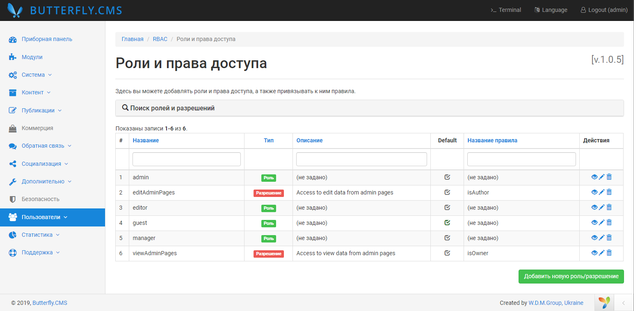 BUTTERFLY.CMS
Terminal
Language
Logout (admin)
Приборная панель
Модули
Система
Контент
Публикации
Коммерция
Обратная связь
Социализация
Дополнительно
Безопасность
Пользователи
Статистика
Поддержка
Главная / RBAC / Роли и права доступа
Роли и права доступа
[v.1.0.5]
Здесь вы можете добавлять роли и права доступа, а также привязывать к ним правила.
Поиск ролей и разрешений
Показаны записи 1-6 из 6.
# Название Тип Описание Default Название правила Действия
1 admin Роль (не задано) (не задано)
2 editAdminPages Разрешение Access to edit data from admin pages isAuthor
3 editor Роль (не задано) (не задано)
4 guest Роль (не задано) (не задано)
5 manager Роль (не задано) (не задано)
6 viewAdminPages Разрешение Access to view data from admin pages isOwner
Добавить новую роль/разрешение
© 2019, Butterfly.CMS
Created by W.D.M.Group, Ukraine